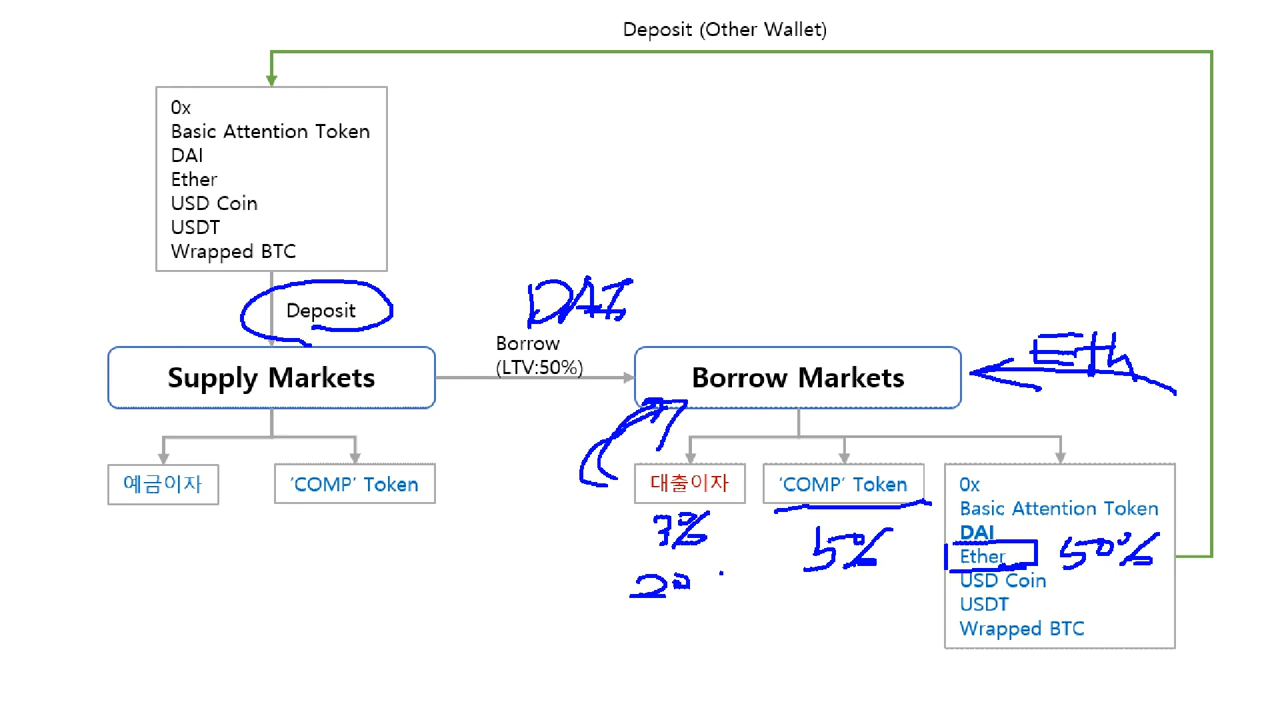 Deposit (Other Wallet)
0x
Basic Attention Token
DAI
Ether
USD Coin
USDT
Wrapped BTC
Deposit
DAI
Borrow
(LTV:50%)
Supply Markets
Borrow Markets
Eth
예금이자
'COMP' Token
대출이자
'COMP' Token
7%
5%
20
0x
Basic Attention Token
DAI
Ether
50%
USD Coin
USDT
Wrapped BTC